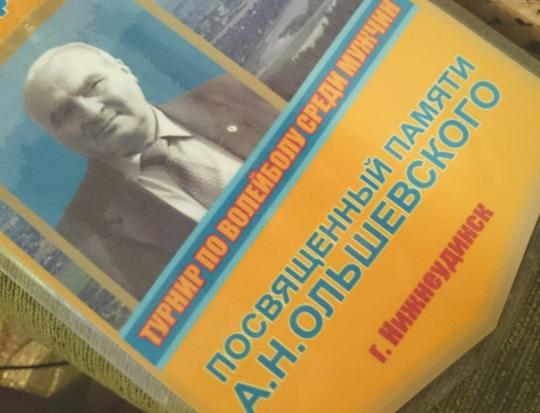 ТУРНИР ПО ВОЛЕЙБОЛУ СРЕДИ МУЖЧИН
ПОСВЯЩЕННЫЙ ПАМЯТИ
А.Н.ОЛЬШЕВСКОГО
г. Нижнеудинск